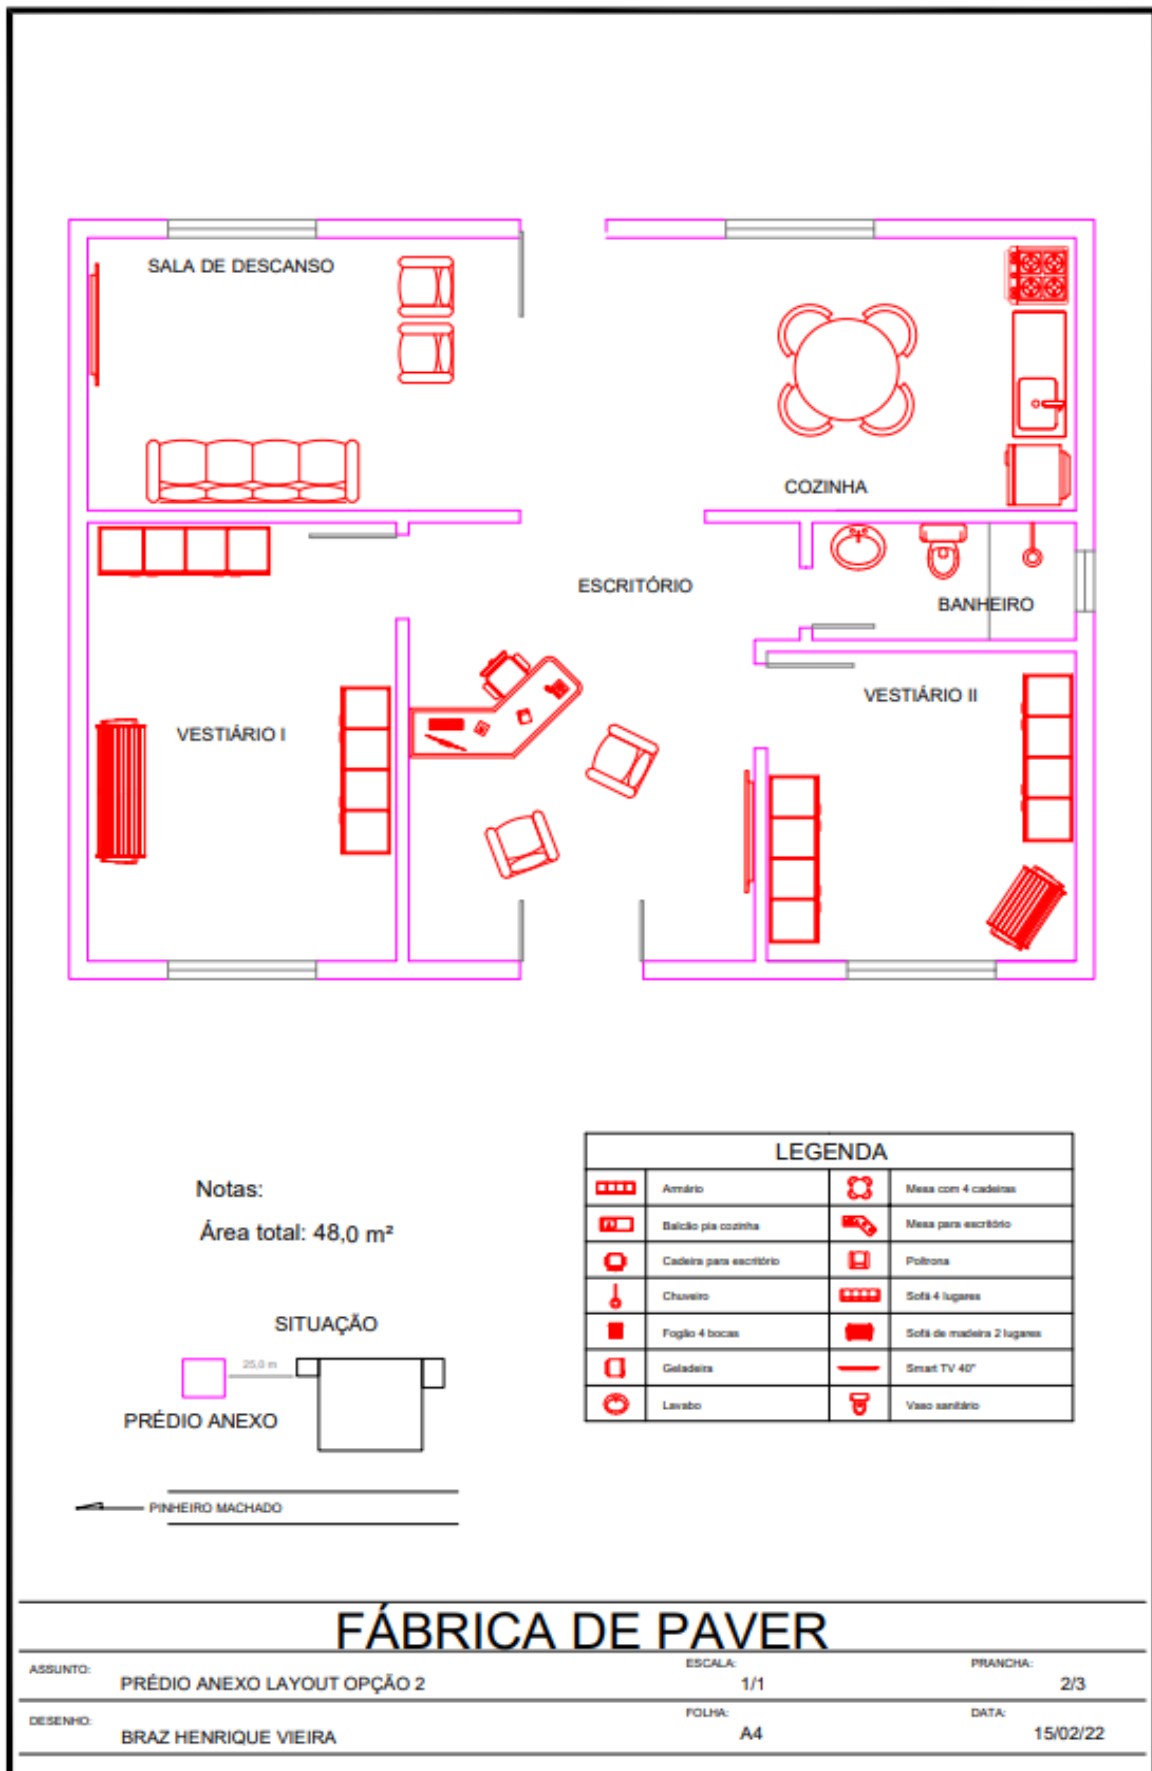 SALA DE DESCANSO
COZINHA
ESCRITÓRIO
BANHEIRO
VESTIÁRIO I
VESTIÁRIO II
Notas:
Área total: 48,0 m²
LEGENDA
Armário
Mesa com 4 cadeiras
Balcão pia cozinha
Mesa para escritório
Cadeira para escritório
Poltrona
Chuveiro
Sofá 4 lugares
Fogão 4 bocas
Sofá de madeira 2 lugares
Geladeira
Smart TV 40"
Lavabo
Vaso sanitário
SITUAÇÃO
25,0 m
PRÉDIO ANEXO
PINHEIRO MACHADO
FÁBRICA DE PAVER
ASSUNTO: PRÉDIO ANEXO LAYOUT OPÇÃO 2
ESCALA: 1/1
PRANCHA: 2/3
DESENHO: BRAZ HENRIQUE VIEIRA
FOLHA: A4
DATA: 15/02/22